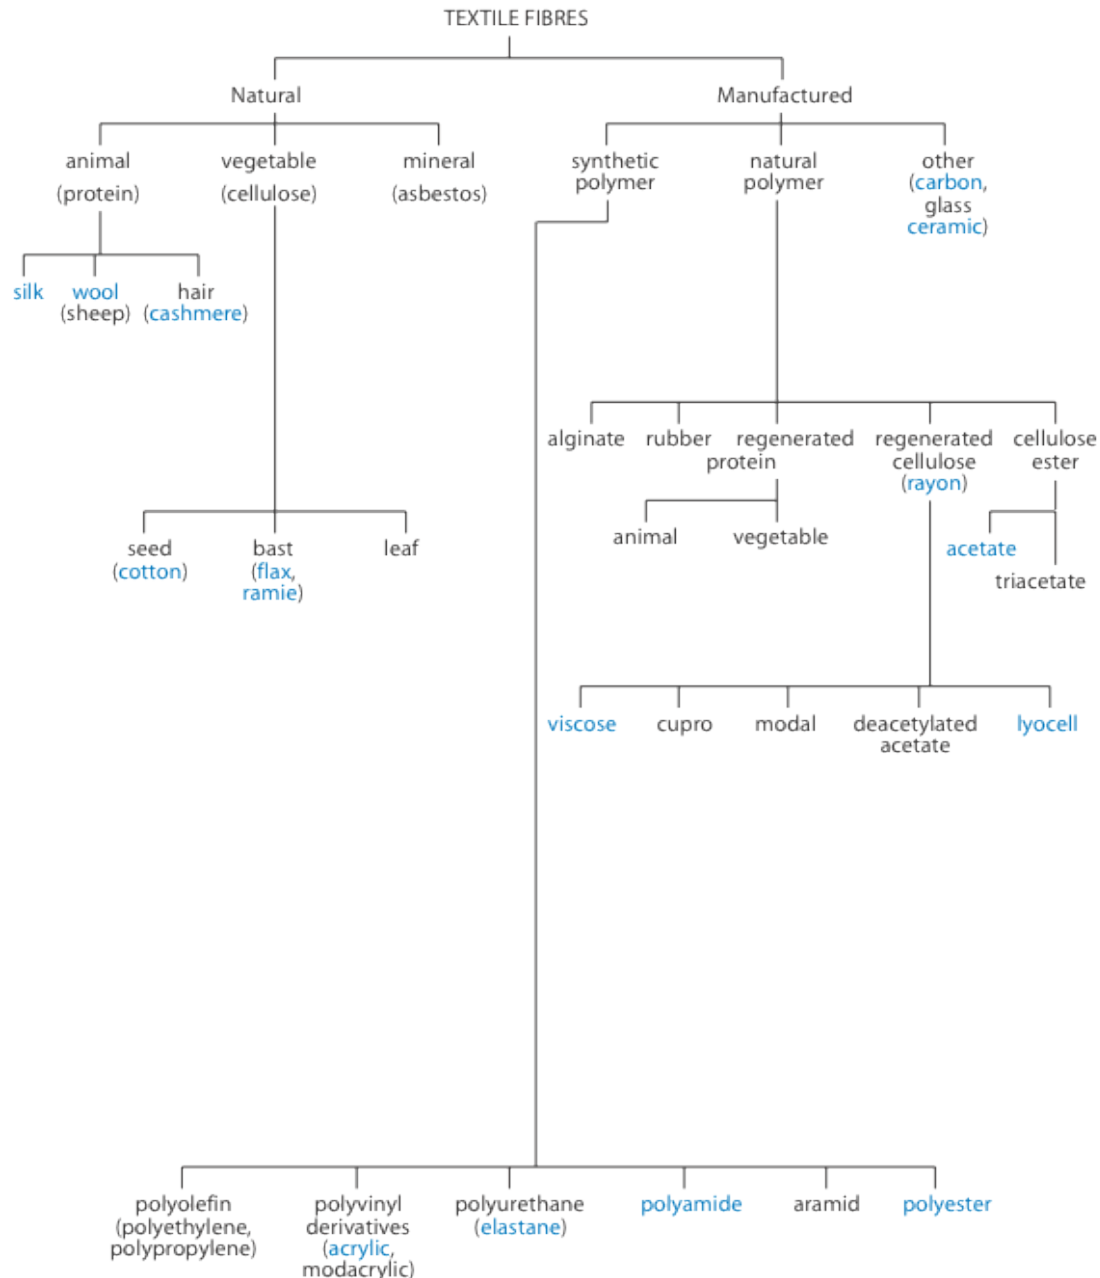 TEXTILE FIBRES
Natural
Manufactured
animal
(protein)
vegetable
(cellulose)
mineral
(asbestos)
synthetic
polymer
natural
polymer
other
(carbon,
glass
ceramic)
silk
wool
(sheep)
hair
(cashmere)
alginate
rubber
regenerated
protein
regenerated
cellulose
(rayon)
cellulose
ester
animal
vegetable
acetate
triacetate
seed
(cotton)
bast
(flax,
ramie)
leaf
viscose
cupro
modal
deacetylated
acetate
lyocell
polyolefin
(polyethylene,
polypropylene)
polyvinyl
derivatives
(acrylic,
modacrylic)
polyurethane
(elastane)
polyamide
aramid
polyester